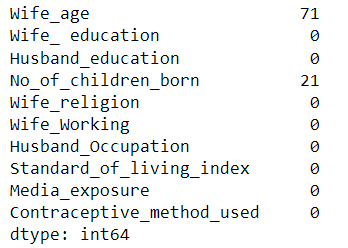 Wife_age 71
Wife_ education 0
Husband_education 0
No_of_children_born 21
Wife_religion 0
Wife_Working 0
Husband_Occupation 0
Standard_of_living_index 0
Media_exposure 0
Contraceptive_method_used 0
dtype: int64